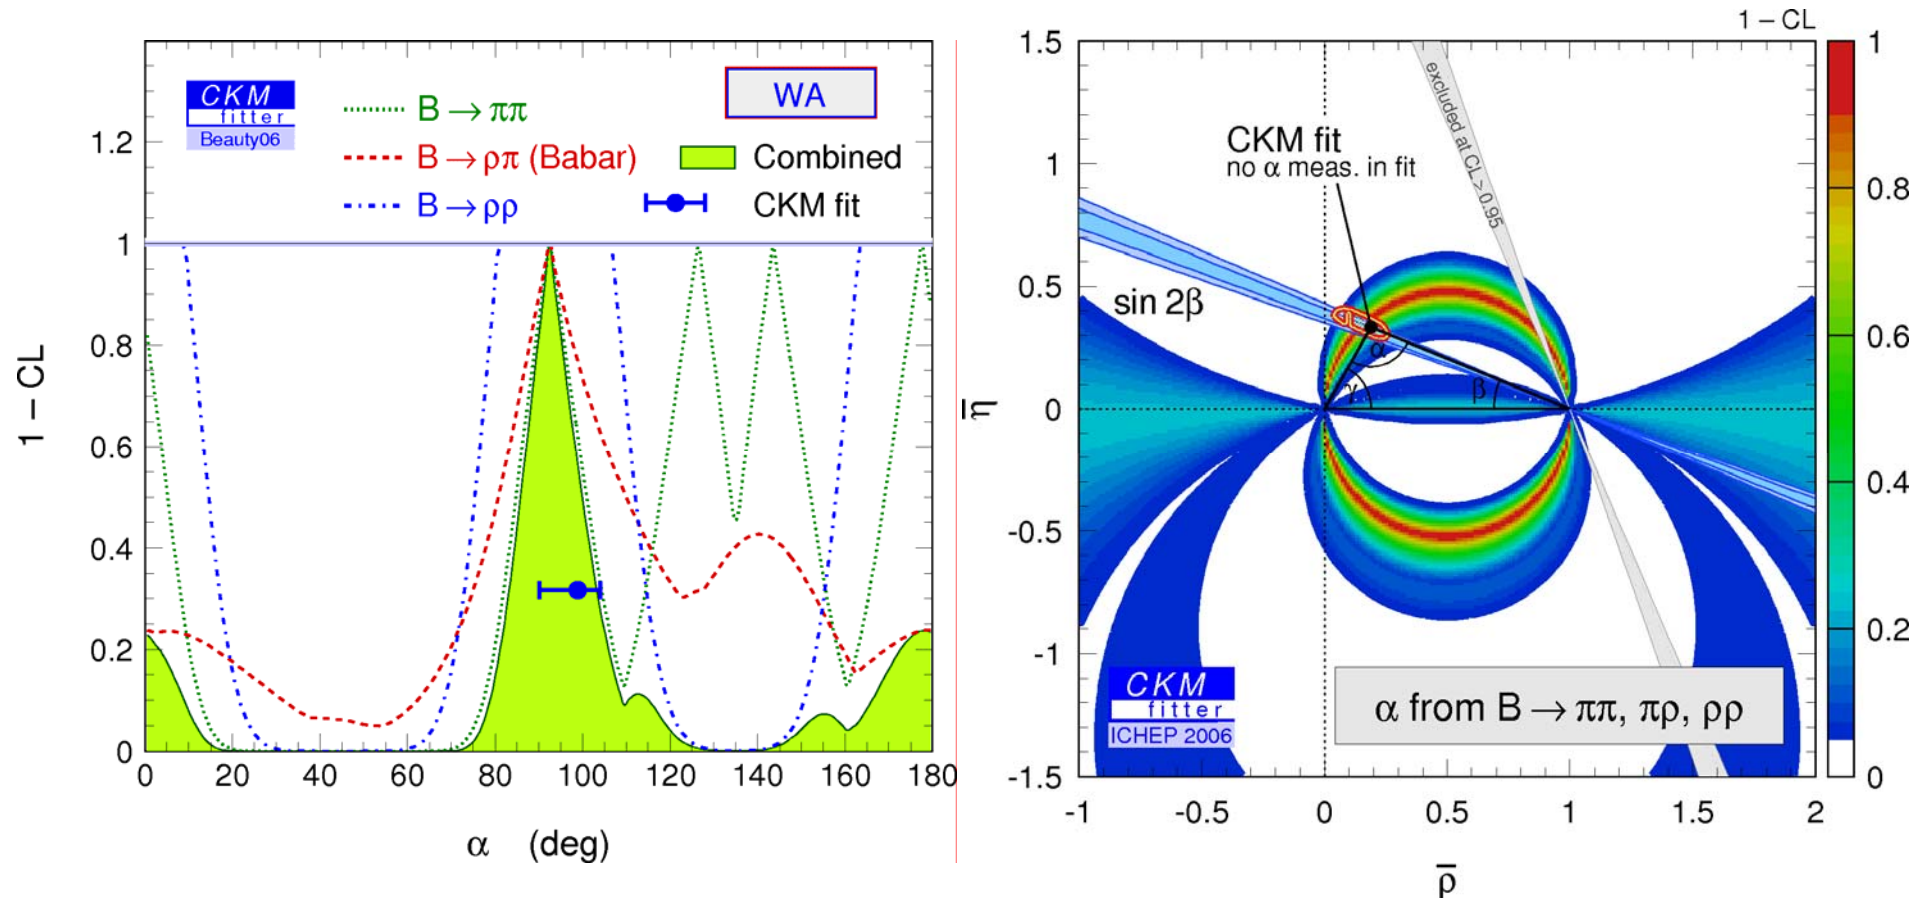 CKM
fitter
Beauty06
B → ππ
B → ρπ (Babar)
B → ρρ
WA
Combined
CKM fit
1.2
1
0.8
0.6
0.4
0.2
0
1 – CL
0 20 40 60 80 100 120 140 160 180
α (deg)
1 – CL
1.5
1
0.5
0
-0.5
-1
-1.5
η̅
excluded at CL > 0.95
CKM fit
no α meas. in fit
sin 2β
α
γ
β
CKM
fitter
ICHEP 2006
α from B → ππ, πρ, ρρ
-1 -0.5 0 0.5 1 1.5 2
ρ̅
1
0.8
0.6
0.4
0.2
0